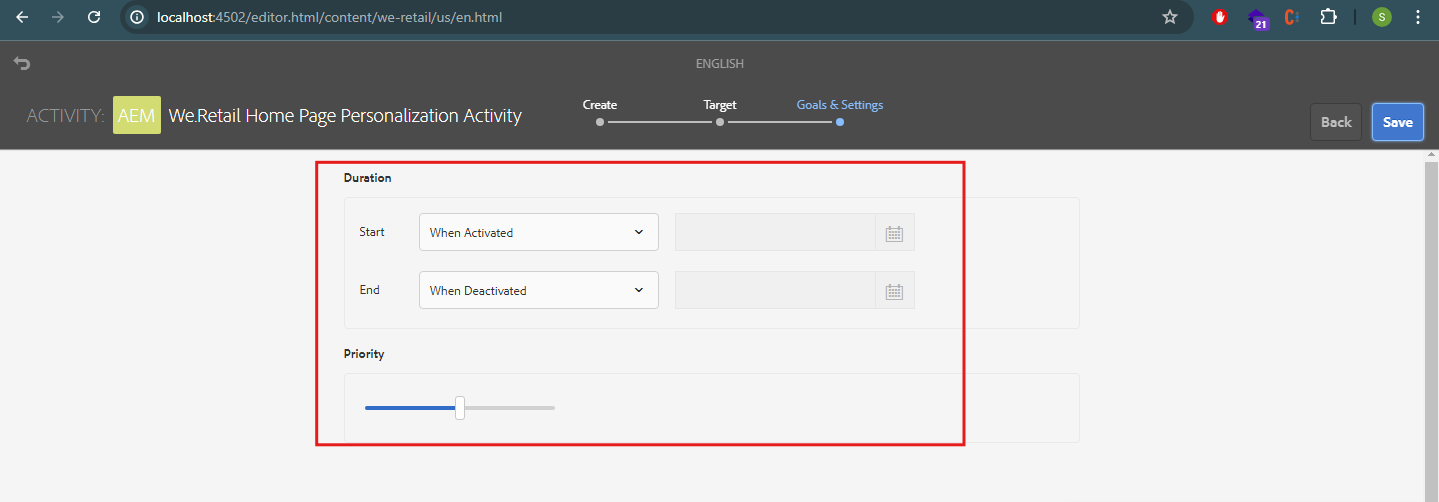 localhost:4502/editor.html/content/we-retail/us/en.html
21
S
ENGLISH
ACTIVITY: AEM We.Retail Home Page Personalization Activity
Create Target Goals & Settings
Back Save
Duration
Start When Activated
End When Deactivated
Priority